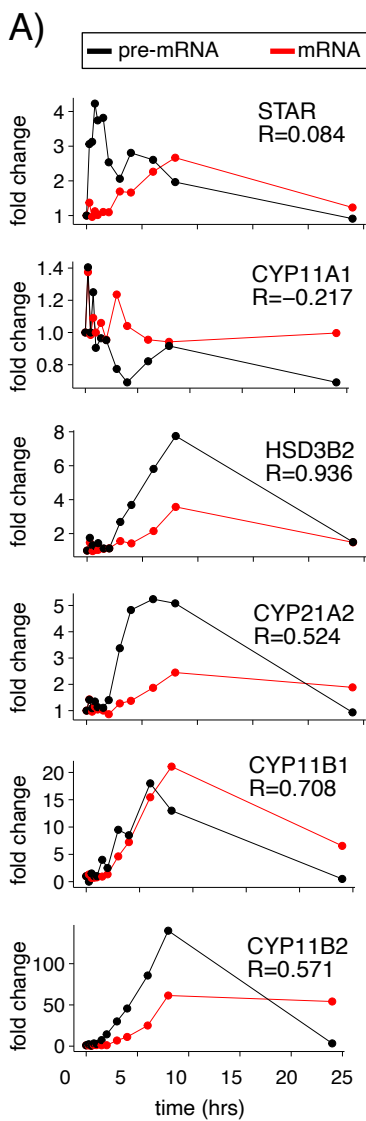 A)
pre-mRNA mRNA
STAR
R=0.084
fold change
4
3
2
1
CYP11A1
R=−0.217
fold change
1.4
1.2
1.0
0.8
HSD3B2
R=0.936
fold change
8
6
4
2
CYP21A2
R=0.524
fold change
5
4
3
2
1
CYP11B1
R=0.708
fold change
20
15
10
5
0
CYP11B2
R=0.571
fold change
100
50
0
0 5 10 15 20 25
time (hrs)